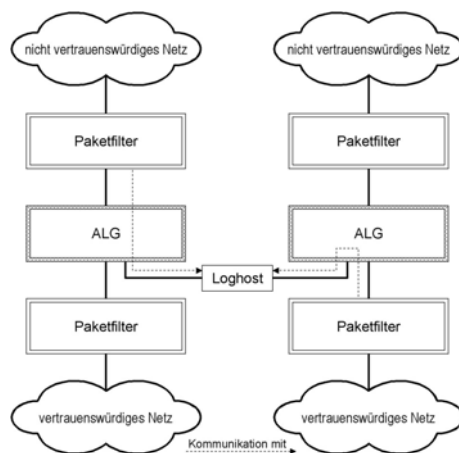 nicht vertrauenswürdiges Netz
nicht vertrauenswürdiges Netz
Paketfilter
Paketfilter
ALG
ALG
Loghost
Paketfilter
Paketfilter
vertrauenswürdiges Netz
vertrauenswürdiges Netz
Kommunikation mit